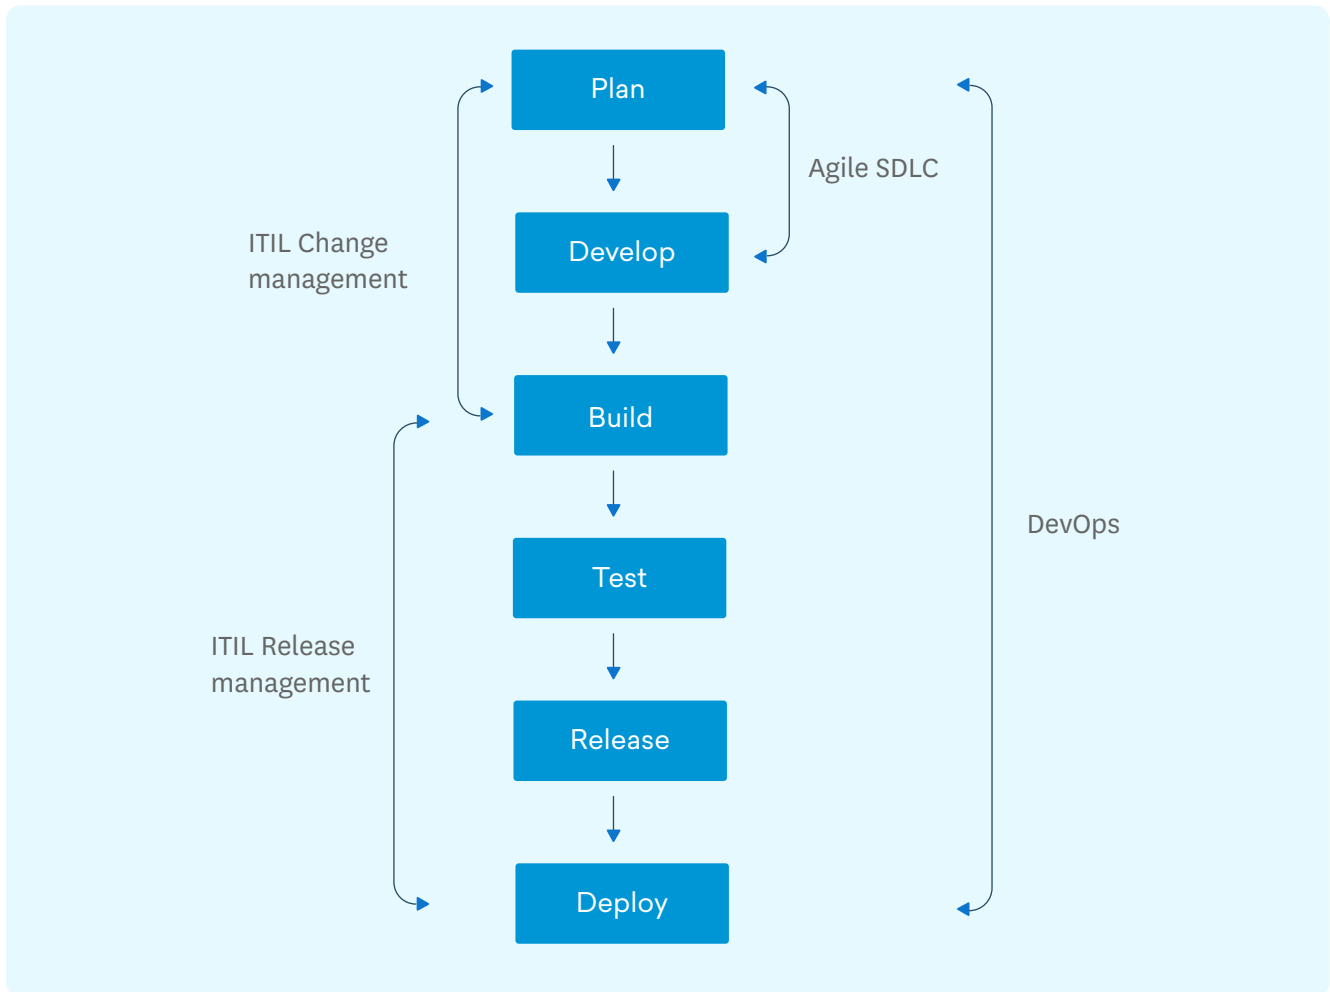 Plan
Agile SDLC
ITIL Change
management
Develop
Build
DevOps
Test
ITIL Release
management
Release
Deploy